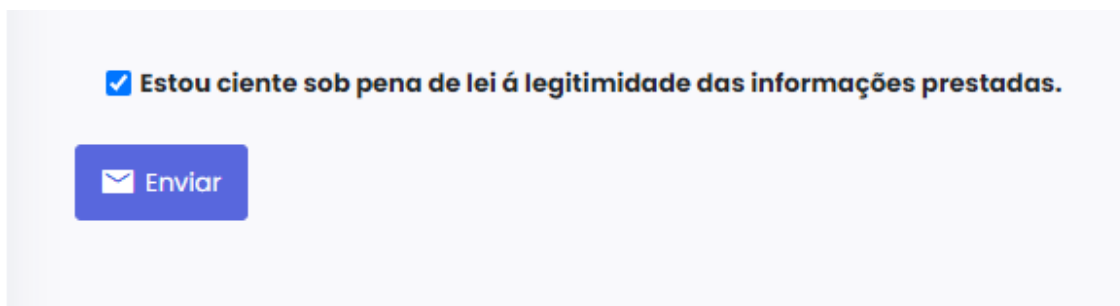 Estou ciente sob pena de lei á legitimidade das informações prestadas.
Enviar